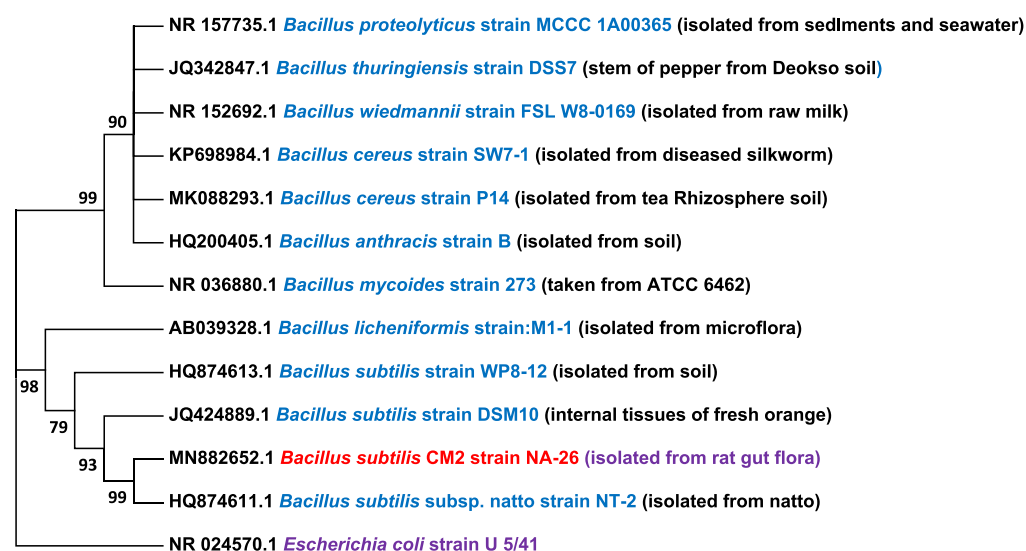 NR 157735.1 Bacillus proteolyticus strain MCCC 1A00365 (isolated from sedlments and seawater)
JQ342847.1 Bacillus thuringiensis strain DSS7 (stem of pepper from Deokso soil)
90
NR 152692.1 Bacillus wiedmannii strain FSL W8-0169 (isolated from raw milk)
KP698984.1 Bacillus cereus strain SW7-1 (isolated from diseased silkworm)
99
MK088293.1 Bacillus cereus strain P14 (isolated from tea Rhizosphere soil)
HQ200405.1 Bacillus anthracis strain B (isolated from soil)
NR 036880.1 Bacillus mycoides strain 273 (taken from ATCC 6462)
AB039328.1 Bacillus licheniformis strain:M1-1 (isolated from microflora)
98
HQ874613.1 Bacillus subtilis strain WP8-12 (isolated from soil)
JQ424889.1 Bacillus subtilis strain DSM10 (internal tissues of fresh orange)
79
MN882652.1 Bacillus subtilis CM2 strain NA-26 (isolated from rat gut flora)
93
HQ874611.1 Bacillus subtilis subsp. natto strain NT-2 (isolated from natto)
99
NR 024570.1 Escherichia coli strain U 5/41